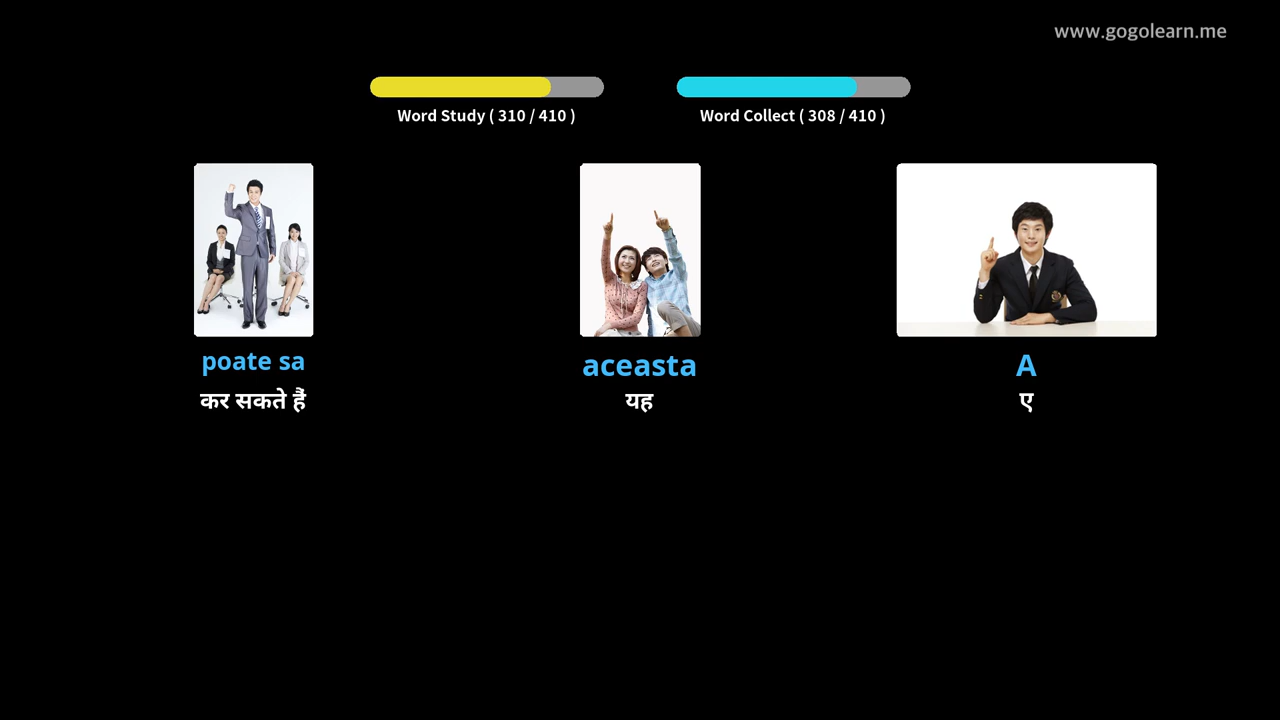 www.gogolearn.me
Word Study ( 310 / 410 )
Word Collect ( 308 / 410 )
poate sa
कर सकते हैं
aceasta
यह
A
ए